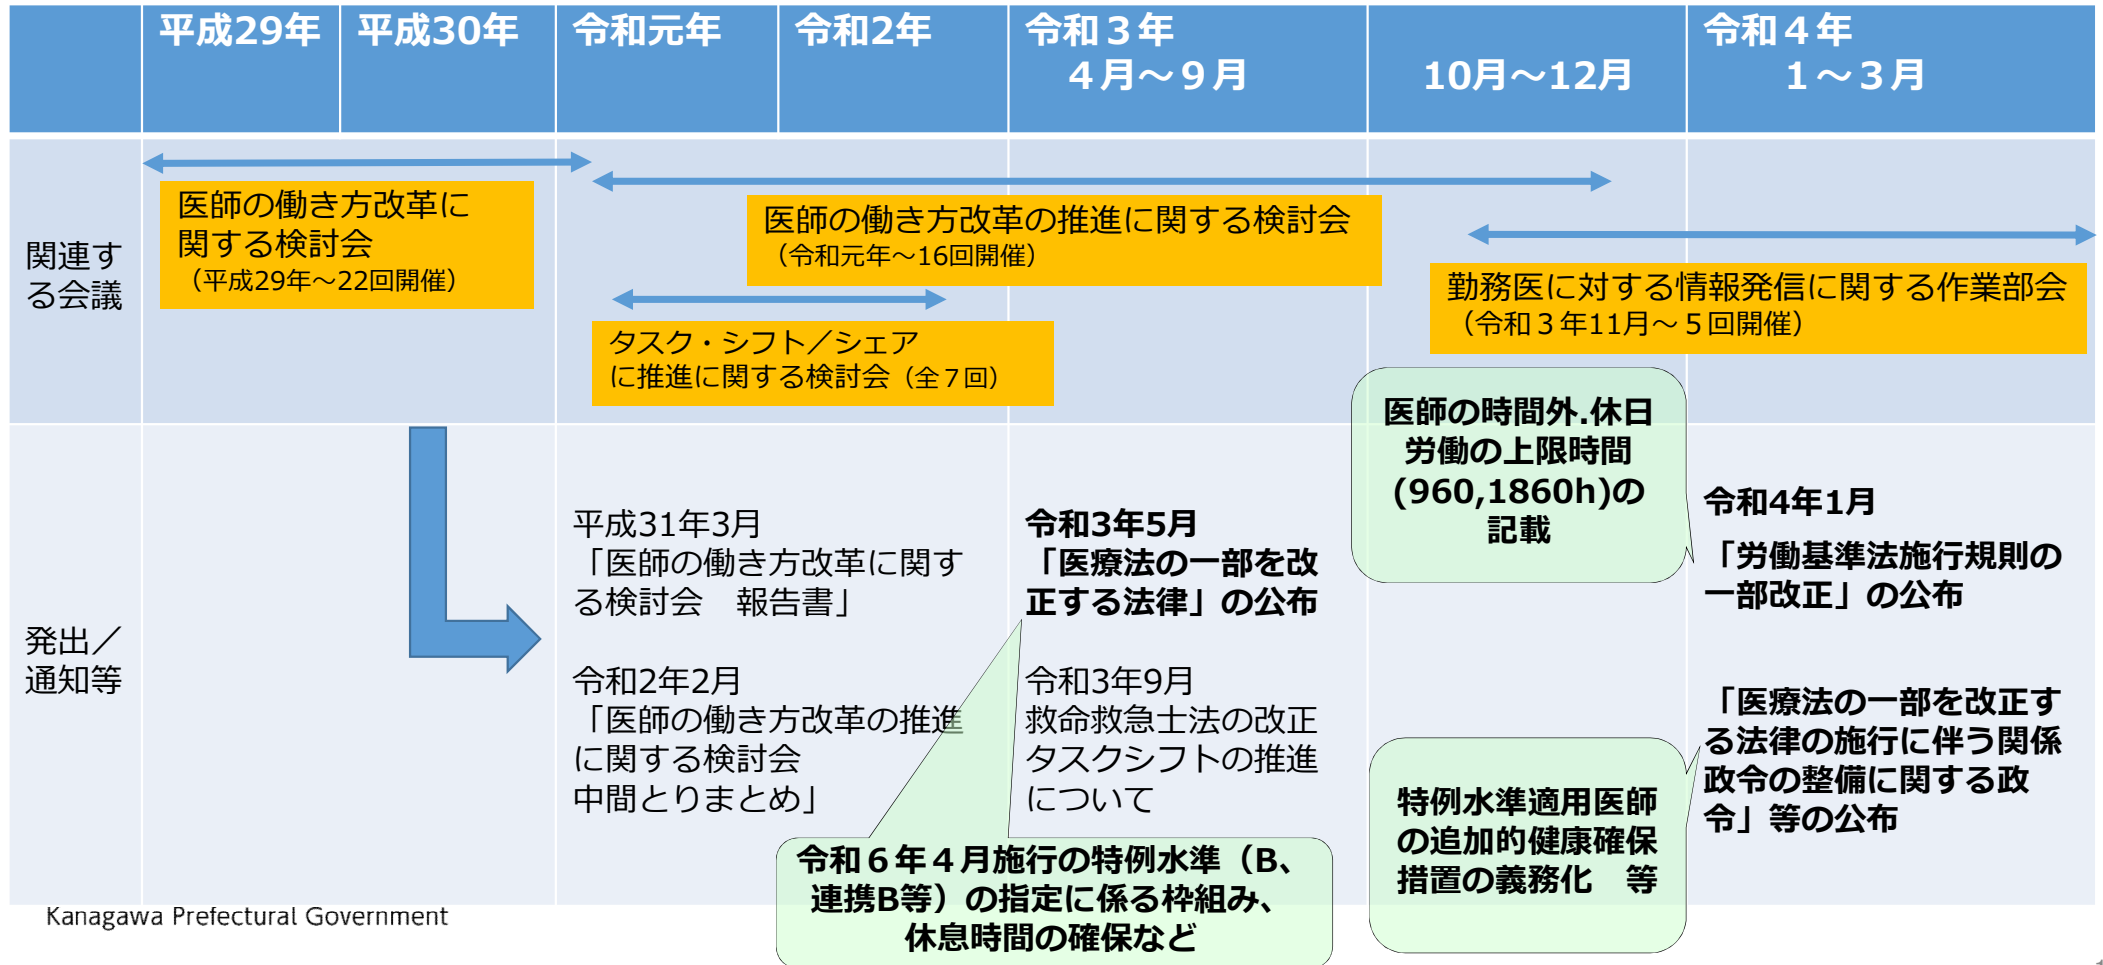 平成29年
平成30年
令和元年
令和2年
令和３年
４月～９月
10月～12月
令和４年
１～３月
関連す
る会議
医師の働き方改革に
関する検討会
（平成29年～22回開催）
医師の働き方改革の推進に関する検討会
（令和元年～16回開催）
タスク・シフト／シェア
に推進に関する検討会（全７回）
勤務医に対する情報発信に関する作業部会
（令和３年11月～５回開催）
発出／
通知等
平成31年3月
「医師の働き方改革に関す
る検討会　報告書」
令和2年2月
「医師の働き方改革の推進
に関する検討会
中間とりまとめ」
令和3年5月
「医療法の一部を改
正する法律」の公布
令和3年9月
救命救急士法の改正
タスクシフトの推進
について
令和６年４月施行の特例水準（B、
連携B等）の指定に係る枠組み、
休息時間の確保など
医師の時間外.休日
労働の上限時間
(960,1860h)の
記載
特例水準適用医師
の追加的健康確保
措置の義務化　等
令和4年1月
「労働基準法施行規則の
一部改正」の公布
「医療法の一部を改正す
る法律の施行に伴う関係
政令の整備に関する政
令」等の公布
Kanagawa Prefectural Government